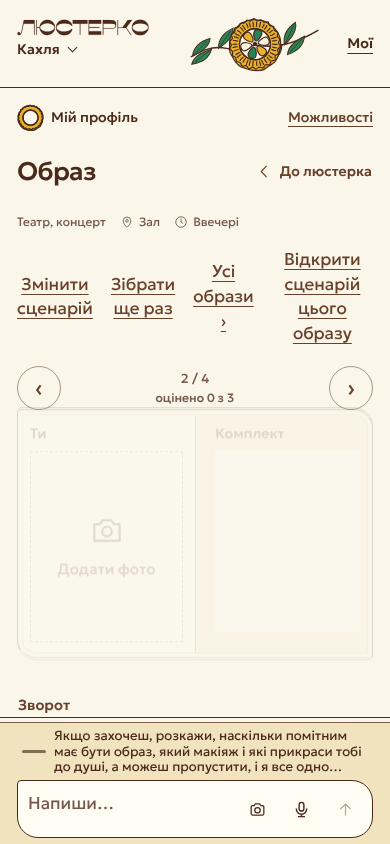 ЛЮСТЕРКО
Кахля
Мої
Мій профіль
Можливості
Образ
До люстерка
Театр, концерт Зал Ввечері
Змінити сценарій
Зібрати ще раз
Усі образи ›
Відкрити сценарій цього образу
‹
2 / 4
оцінено 0 з 3
›
Ти
Комплект
Додати фото
Зворот
Якщо захочеш, розкажи, наскільки помітним
має бути образ, який макіяж і які прикраси тобі
до душі, а можеш пропустити, і я все одно…
Напиши…